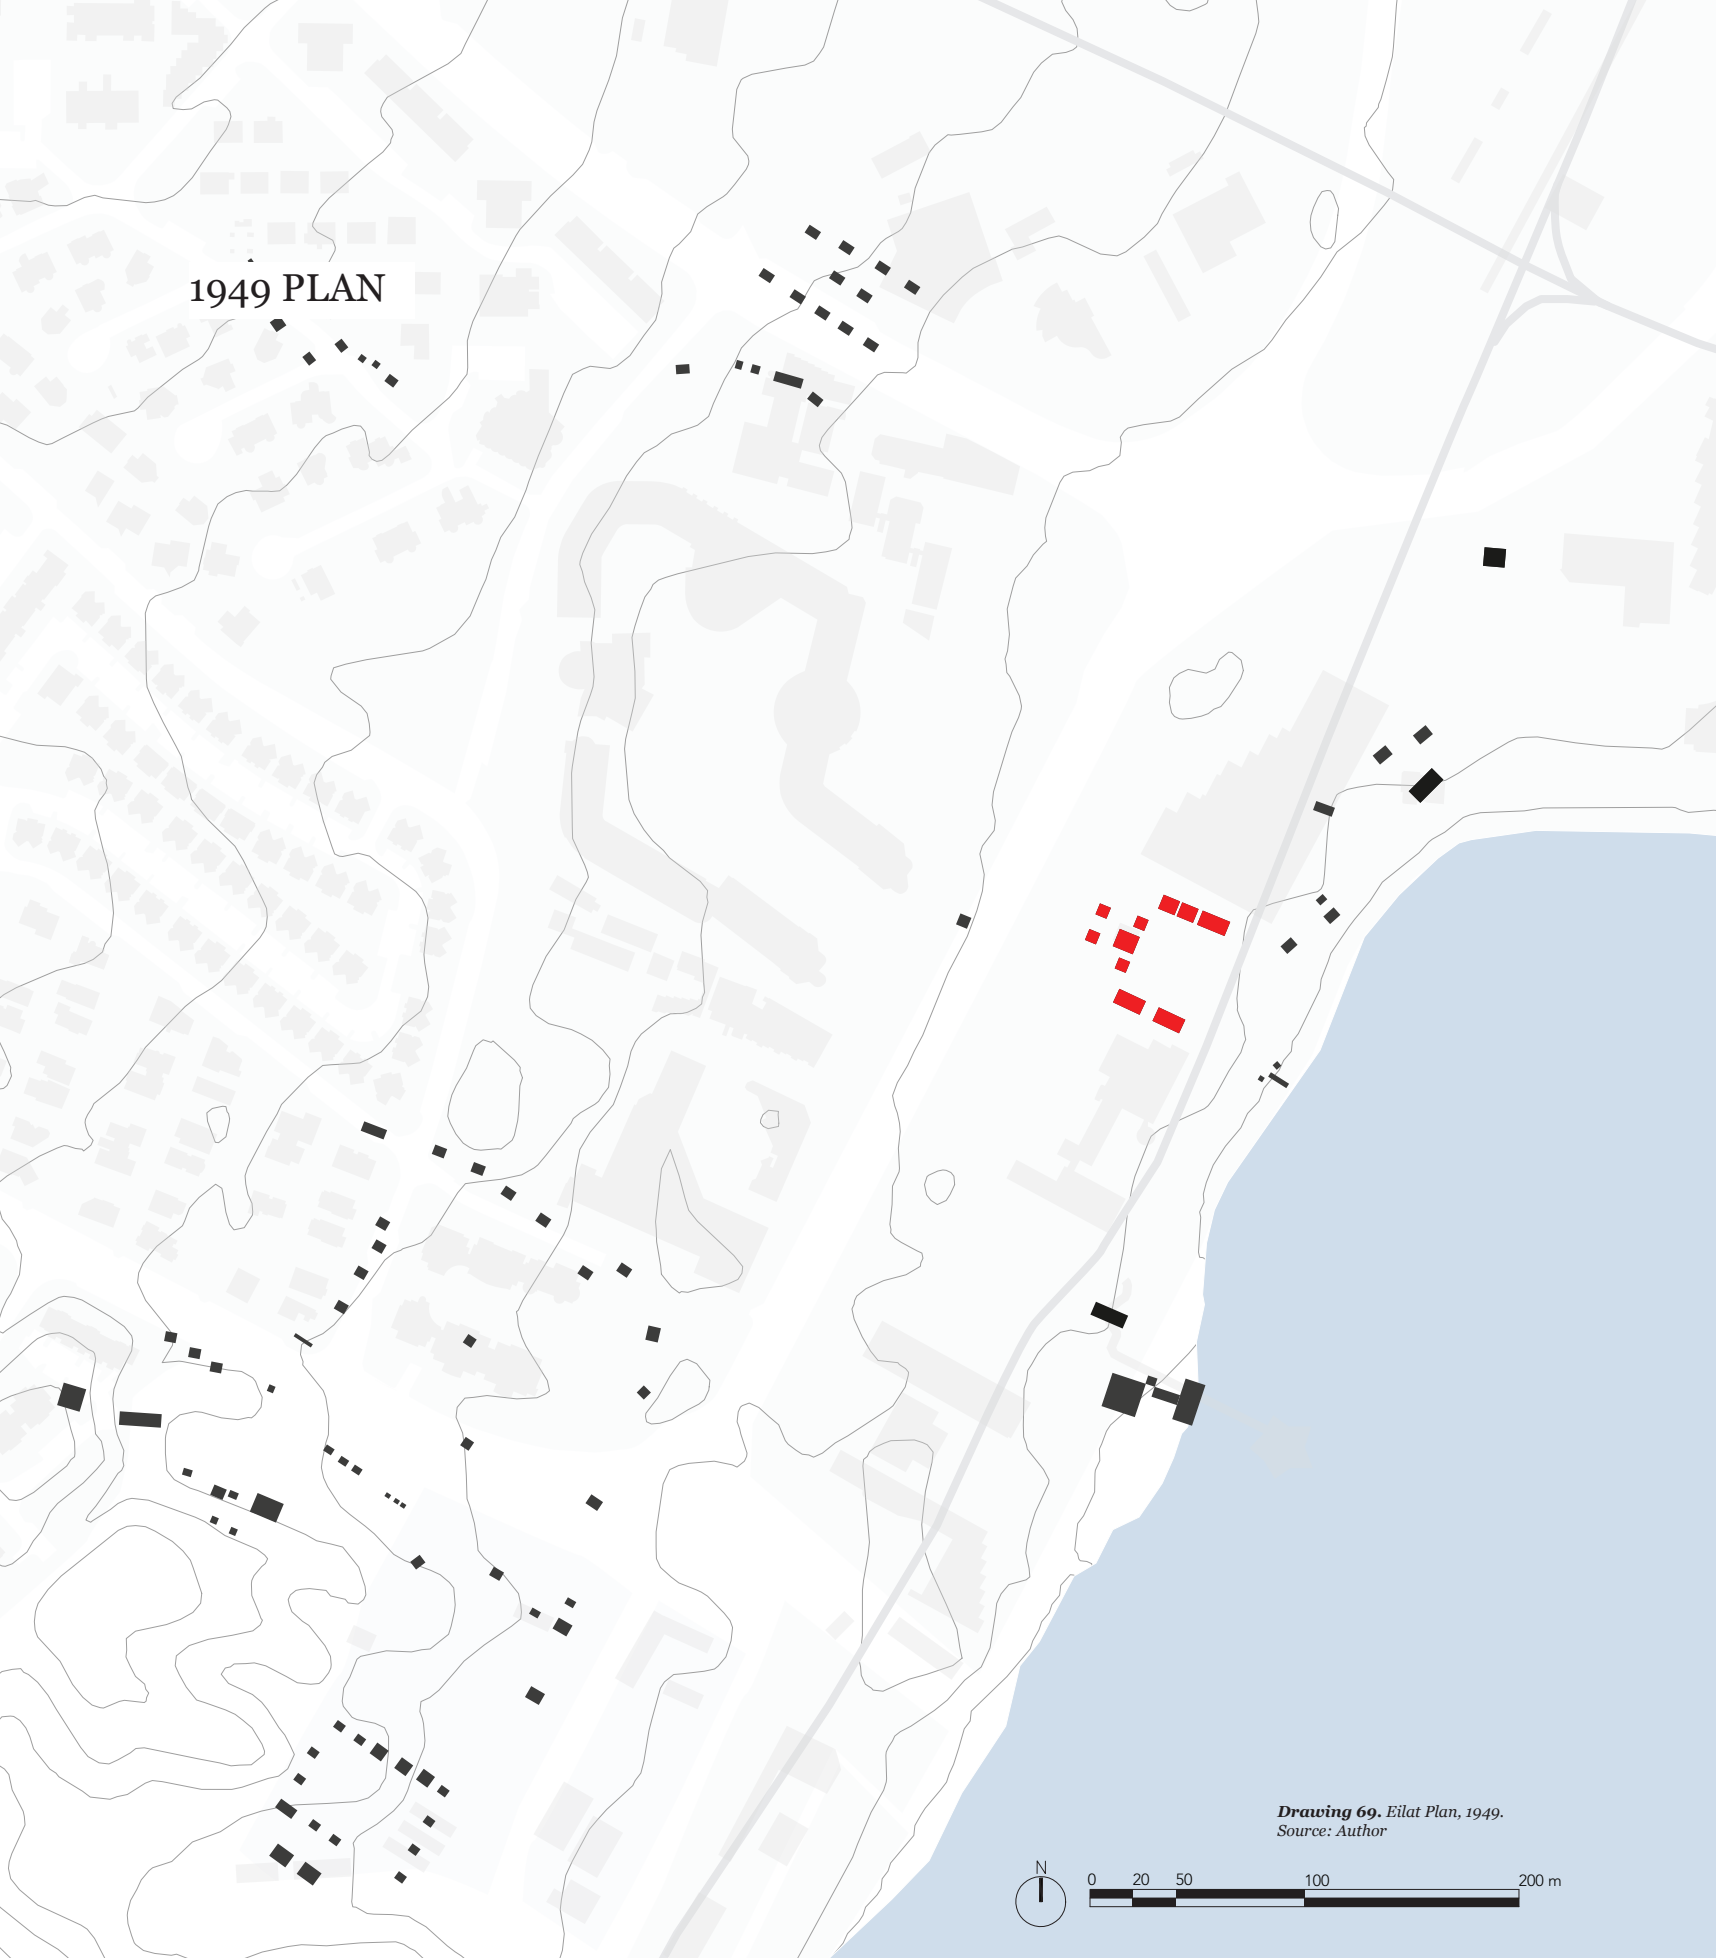 1949 PLAN
Drawing 69. Eilat Plan, 1949.
Source: Author
N
0 20 50 100 200 m